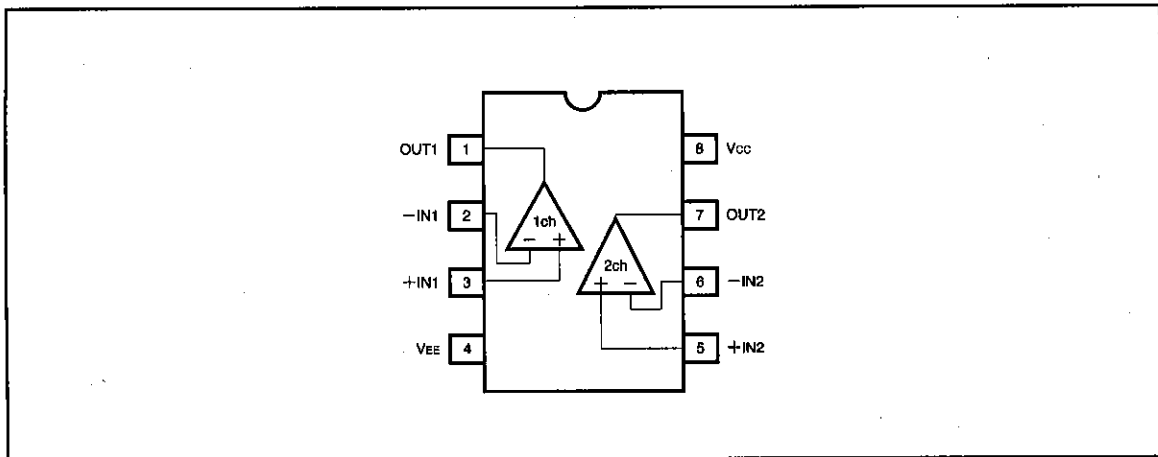 OUT1 1
8 VCC
-IN1 2
1ch
- +
7 OUT2
+IN1 3
2ch
+ -
6 -IN2
VEE 4
5 +IN2